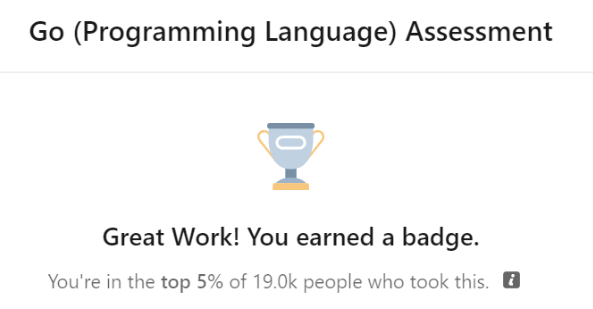 Go (Programming Language) Assessment
Great Work! You earned a badge.
You're in the top 5% of 19.0k people who took this. i